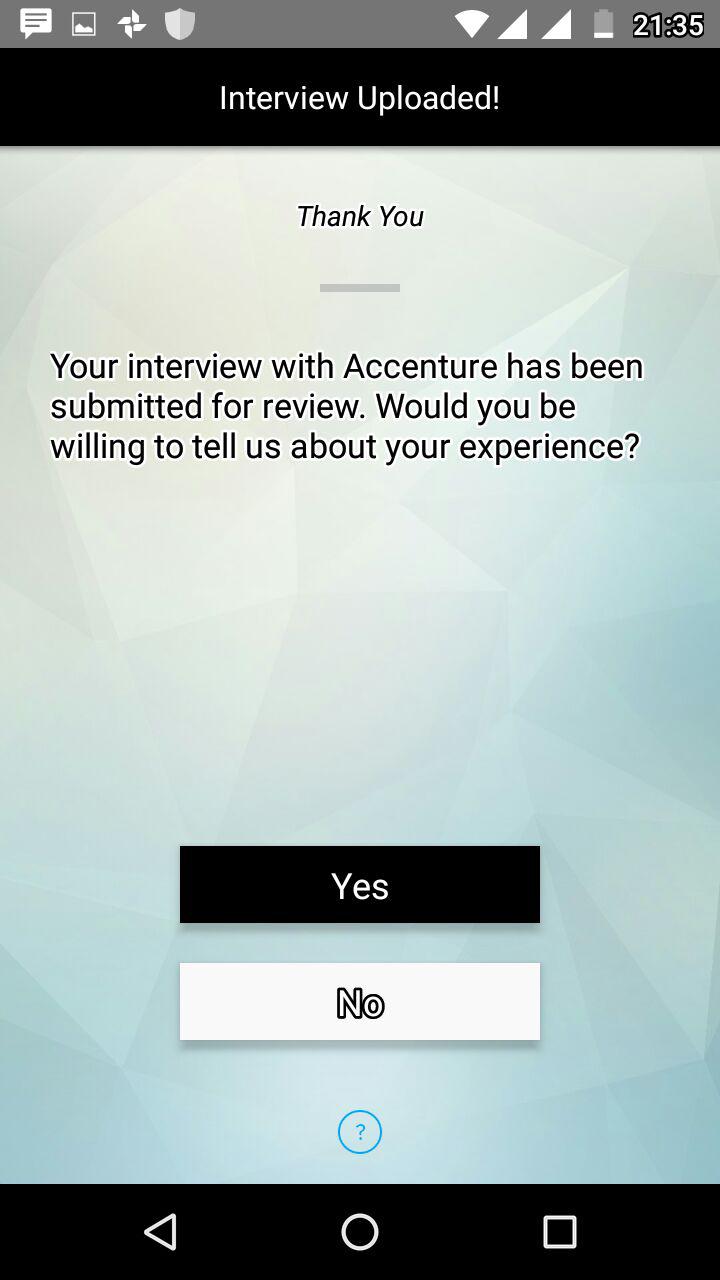 21:35
Interview Uploaded!
Thank You
Your interview with Accenture has been
submitted for review. Would you be
willing to tell us about your experience?
Yes
No
?